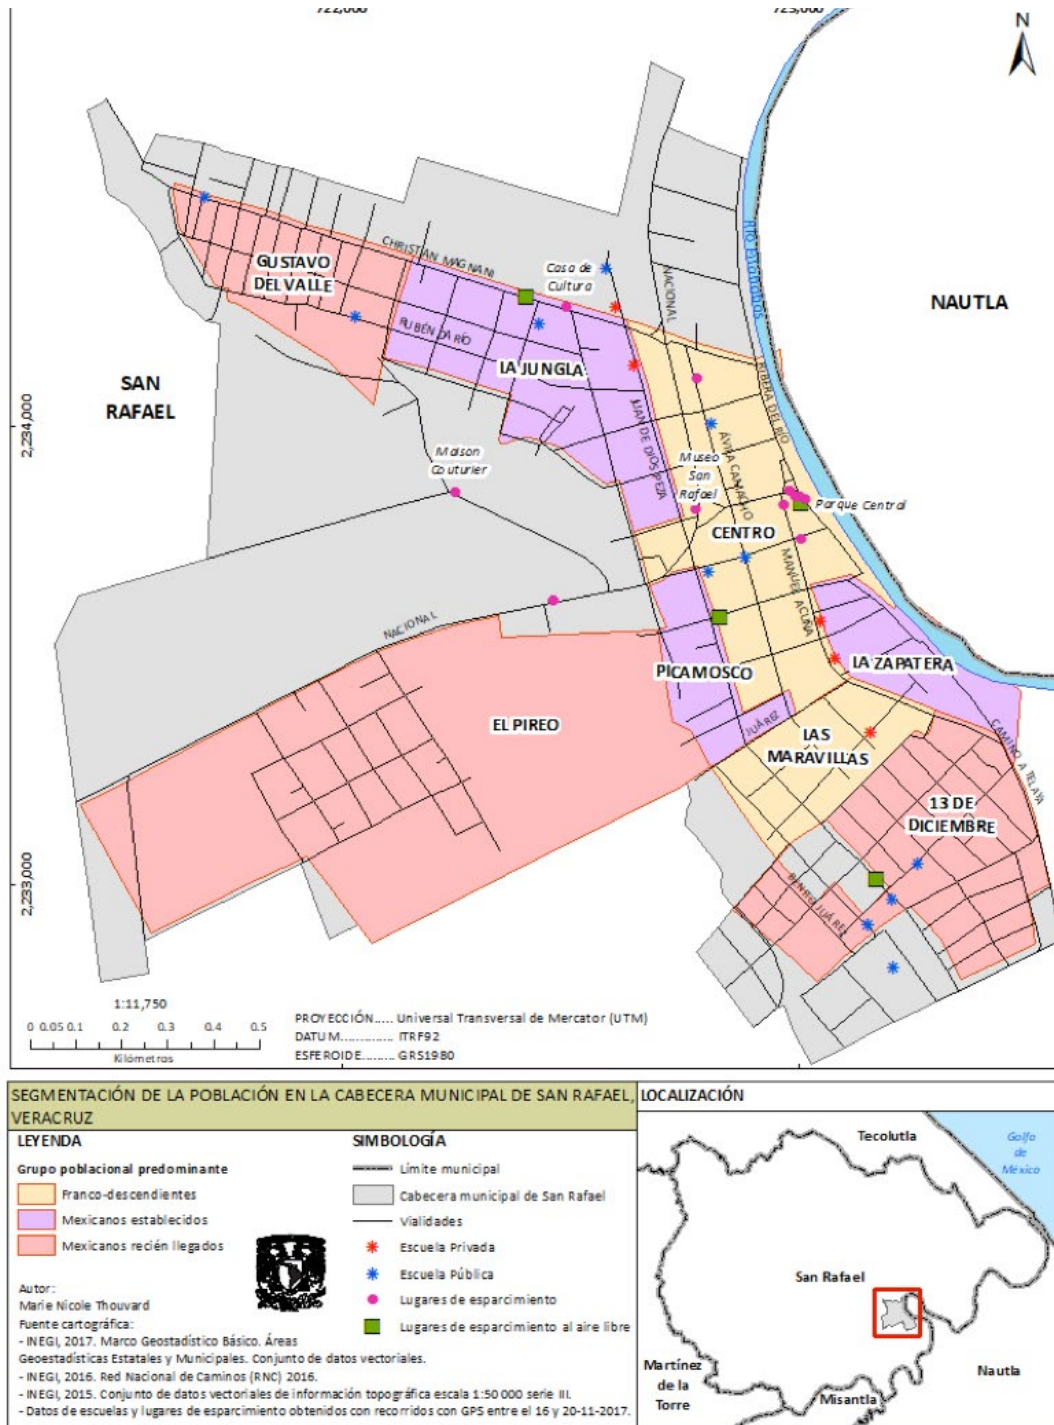 722,000
723,000
N
CHRISTIAN MAGNANI
Casa de
Cultura
NACIONAL
RÍO
NAUTLA
GUSTAVO
DEL VALLE
RUBÉN DARÍO
LA JUNGLA
SAN
RAFAEL
RIBERA DEL RÍO
2,234,000
JUAN DE DIOS PEZA
ÁVILA CAMACHO
Maison
Couturier
Museo
San
Rafael
Parque Central
CENTRO
MANUEL ACUÑA
NACIONAL
PICAMOSCO
LA ZAPATERA
EL PIREO
JUÁREZ
LAS
MARAVILLAS
CAMINO A TELAYA
13 DE
DICIEMBRE
BENITO JUÁREZ
2,233,000
1:11,750
0 0.05 0.1 0.2 0.3 0.4 0.5
Kilómetros
PROYECCIÓN..... Universal Transversal de Mercator (UTM)
DATUM.............. ITRF92
ESFEROIDE......... GRS1980
SEGMENTACIÓN DE LA POBLACIÓN EN LA CABECERA MUNICIPAL DE SAN RAFAEL,
VERACRUZ
LEYENDA
Grupo poblacional predominante
Franco-descendientes
Mexicanos establecidos
Mexicanos recién llegados
SIMBOLOGÍA
Límite municipal
Cabecera municipal de San Rafael
Vialidades
Escuela Privada
Escuela Pública
Lugares de esparcimiento
Lugares de esparcimiento al aire libre
Autor:
Marie Nicole Thouvard
Fuente cartográfica:
- INEGI, 2017. Marco Geostadístico Básico. Áreas
Geoestadísticas Estatales y Municipales. Conjunto de datos vectoriales.
- INEGI, 2016. Red Nacional de Caminos (RNC) 2016.
- INEGI, 2015. Conjunto de datos vectoriales de información topográfica escala 1:50 000 serie III.
- Datos de escuelas y lugares de esparcimiento obtenidos con recorridos con GPS entre el 16 y 20-11-2017.
LOCALIZACIÓN
Tecolutla
Golfo
de
México
San Rafael
Martínez
de la
Torre
Misantla
Nautla